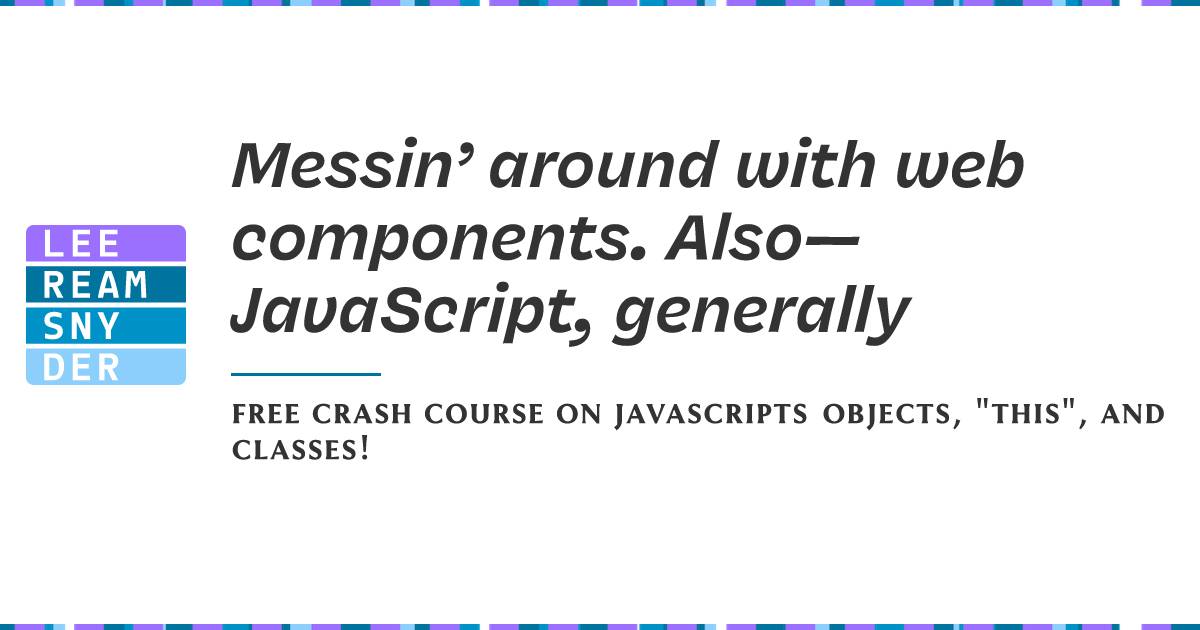 LEE
REAM
SNY
DER
Messin’ around with web
components. Also—
JavaScript, generally
FREE CRASH COURSE ON JAVASCRIPTS OBJECTS, "THIS", AND
CLASSES!